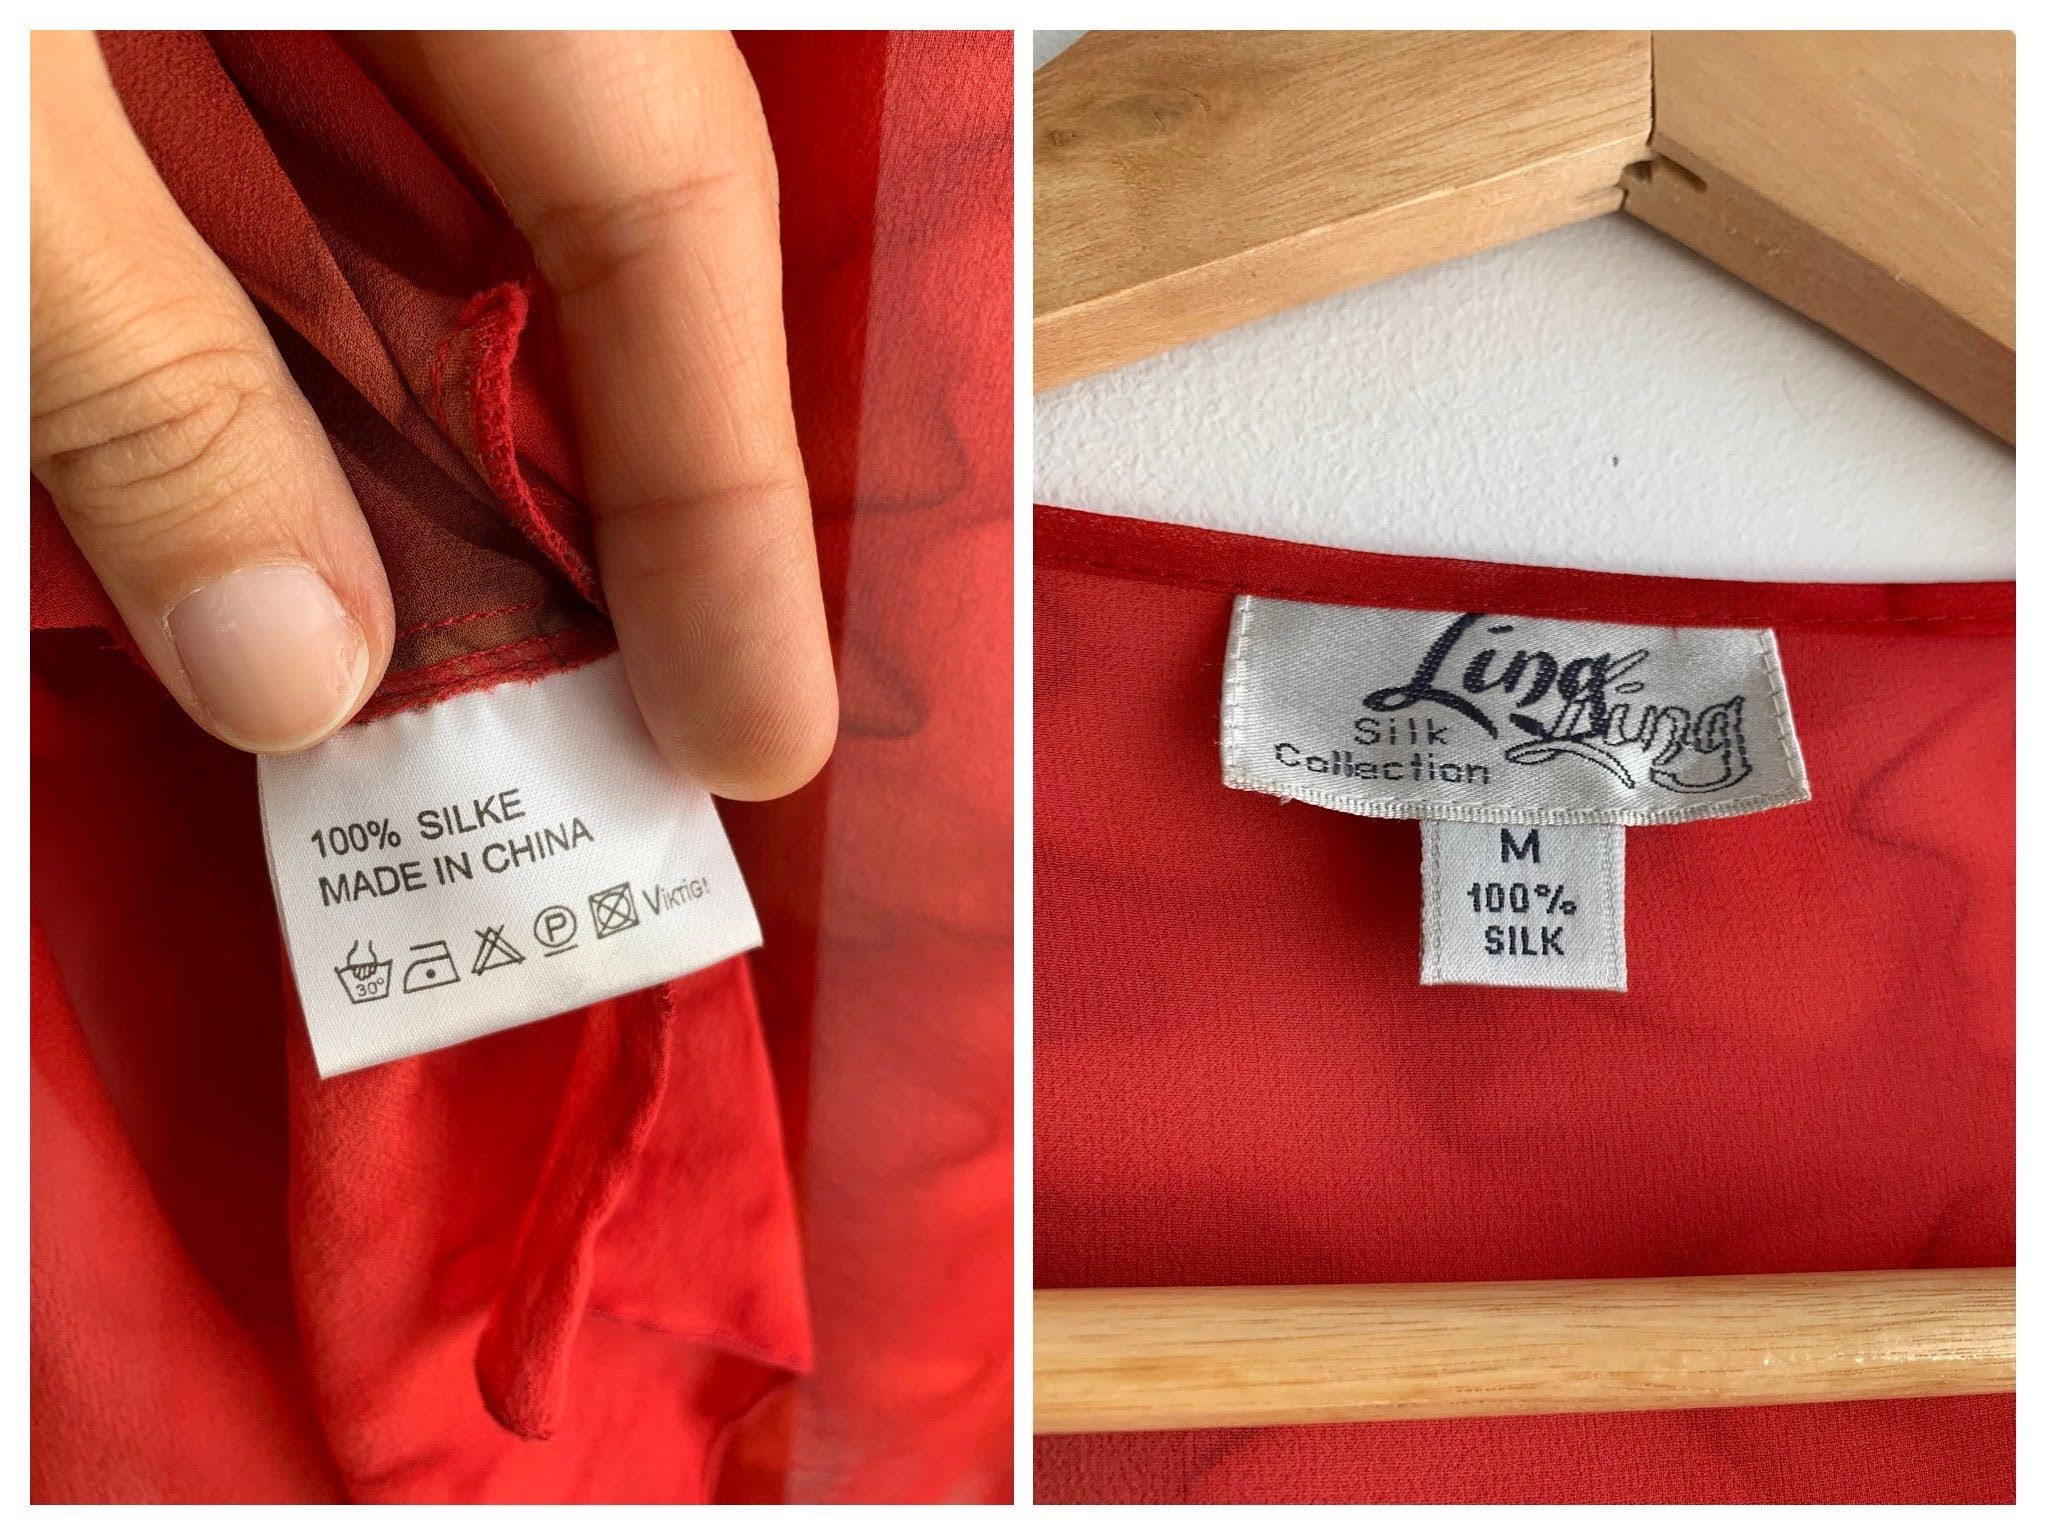 100% SILKE
MADE IN CHINA
30° P VIKTIG!
Ling
Ling
Silk
Collection
M
100%
SILK